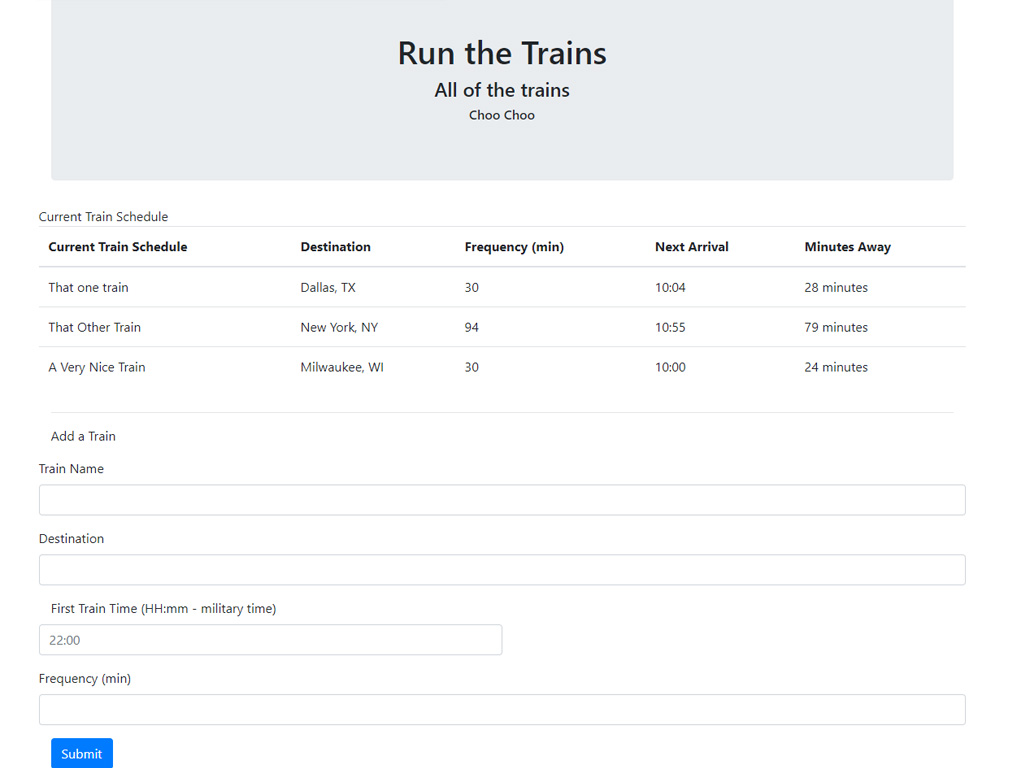 Run the Trains
All of the trains
Choo Choo
Current Train Schedule
Current Train Schedule Destination Frequency (min) Next Arrival Minutes Away
That one train Dallas, TX 30 10:04 28 minutes
That Other Train New York, NY 94 10:55 79 minutes
A Very Nice Train Milwaukee, WI 30 10:00 24 minutes
Add a Train
Train Name
Destination
First Train Time (HH:mm - military time)
22:00
Frequency (min)
Submit